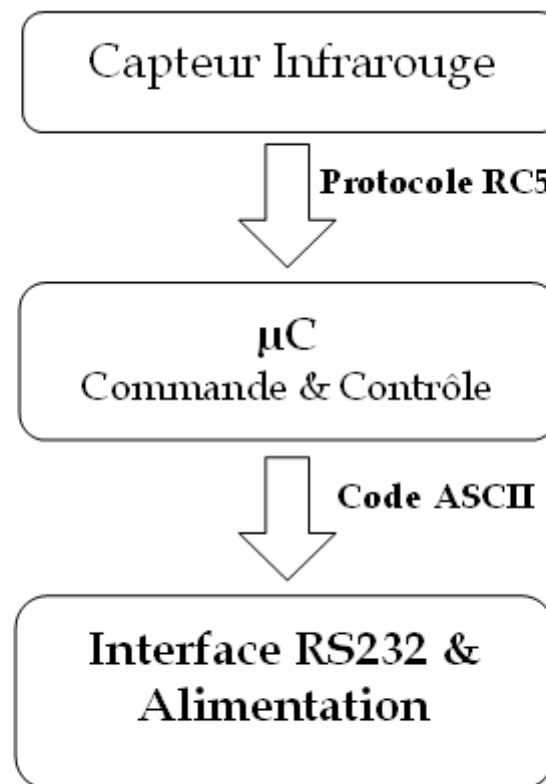 Capteur Infrarouge
Protocole RC5
µC
Commande & Contrôle
Code ASCII
Interface RS232 &
Alimentation